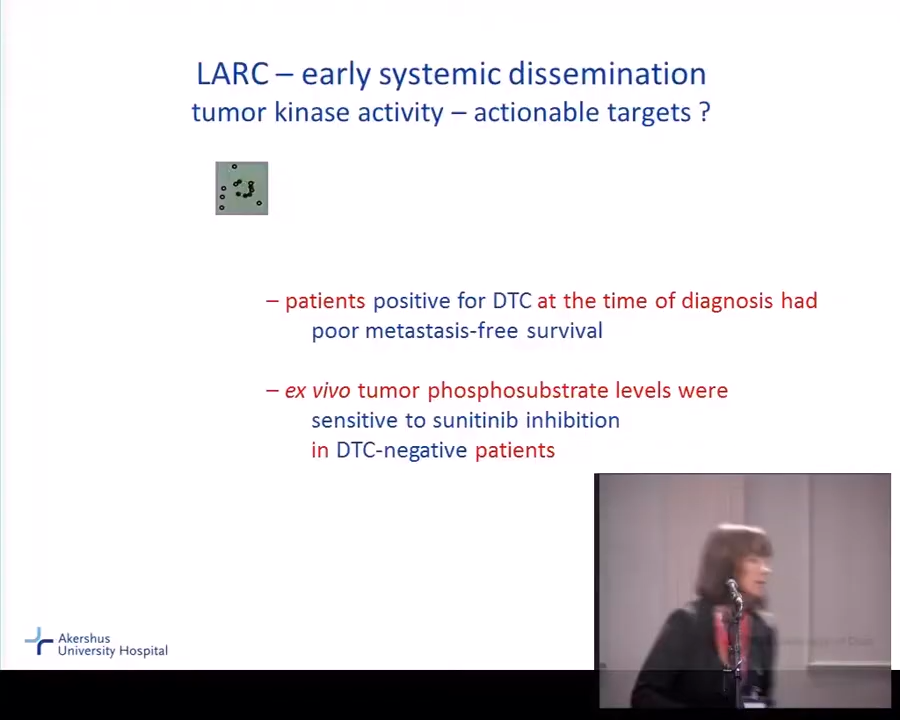 LARC – early systemic dissemination
tumor kinase activity – actionable targets ?
– patients positive for DTC at the time of diagnosis had
poor metastasis-free survival
– ex vivo tumor phosphosubstrate levels were
sensitive to sunitinib inhibition
in DTC-negative patients
Akershus
University Hospital